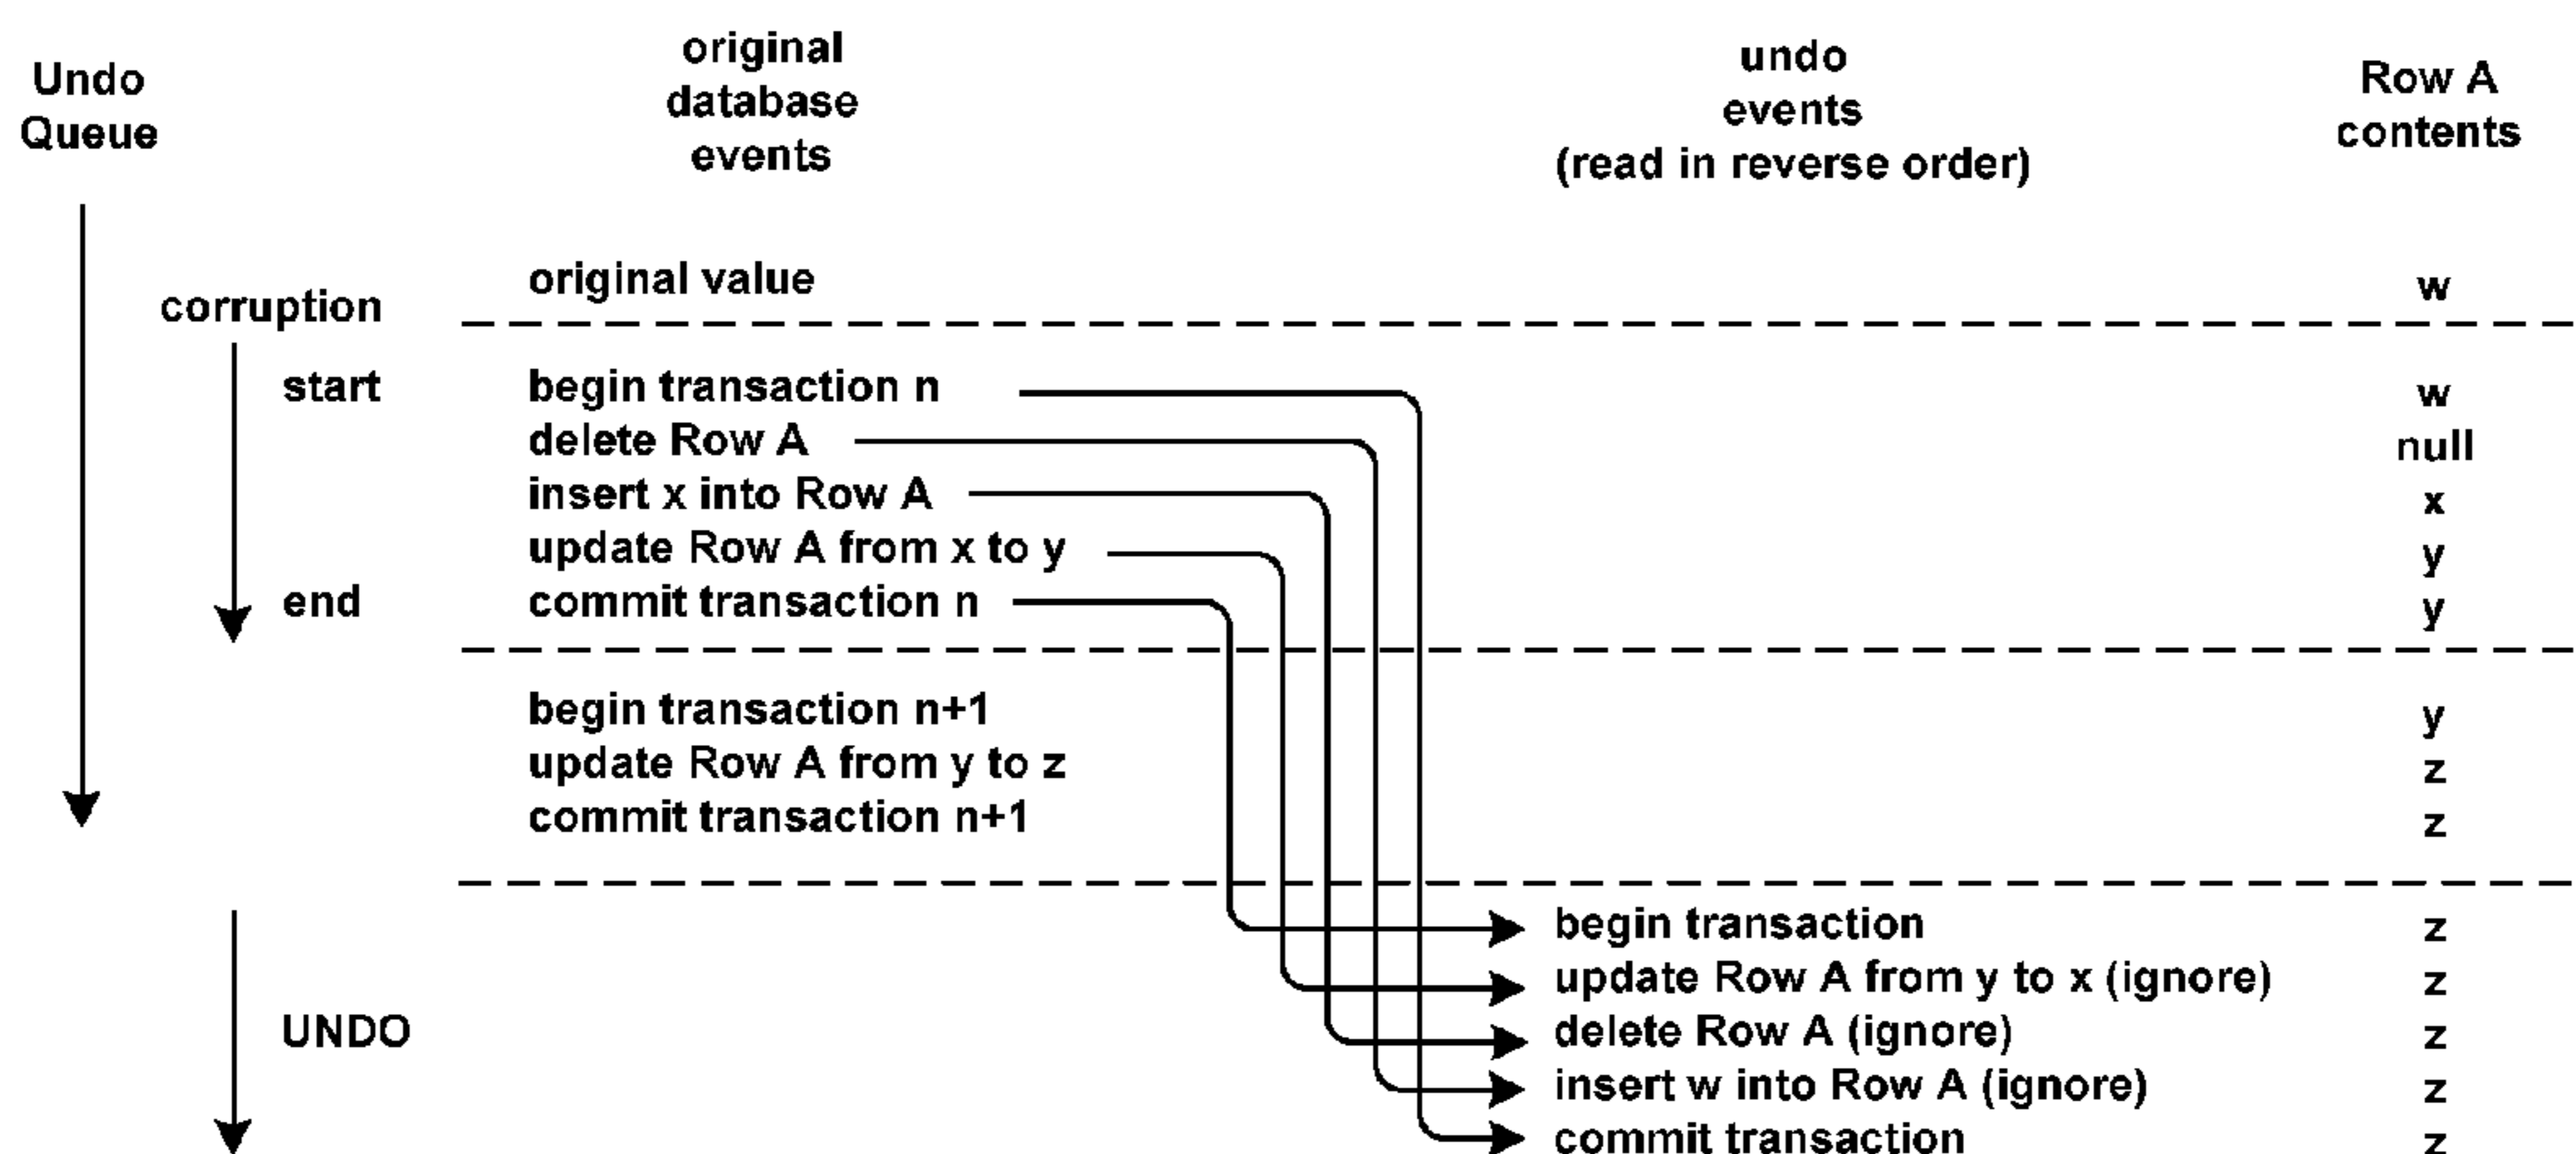 Undo
Queue
original
database
events
undo
events
(read in reverse order)
Row A
contents
original value
w
corruption
start
begin transaction n
w
delete Row A
null
insert x into Row A
x
update Row A from x to y
y
end
commit transaction n
y
begin transaction n+1
y
update Row A from y to z
z
commit transaction n+1
z
begin transaction
z
update Row A from y to x (ignore)
z
UNDO
delete Row A (ignore)
z
insert w into Row A (ignore)
z
commit transaction
z